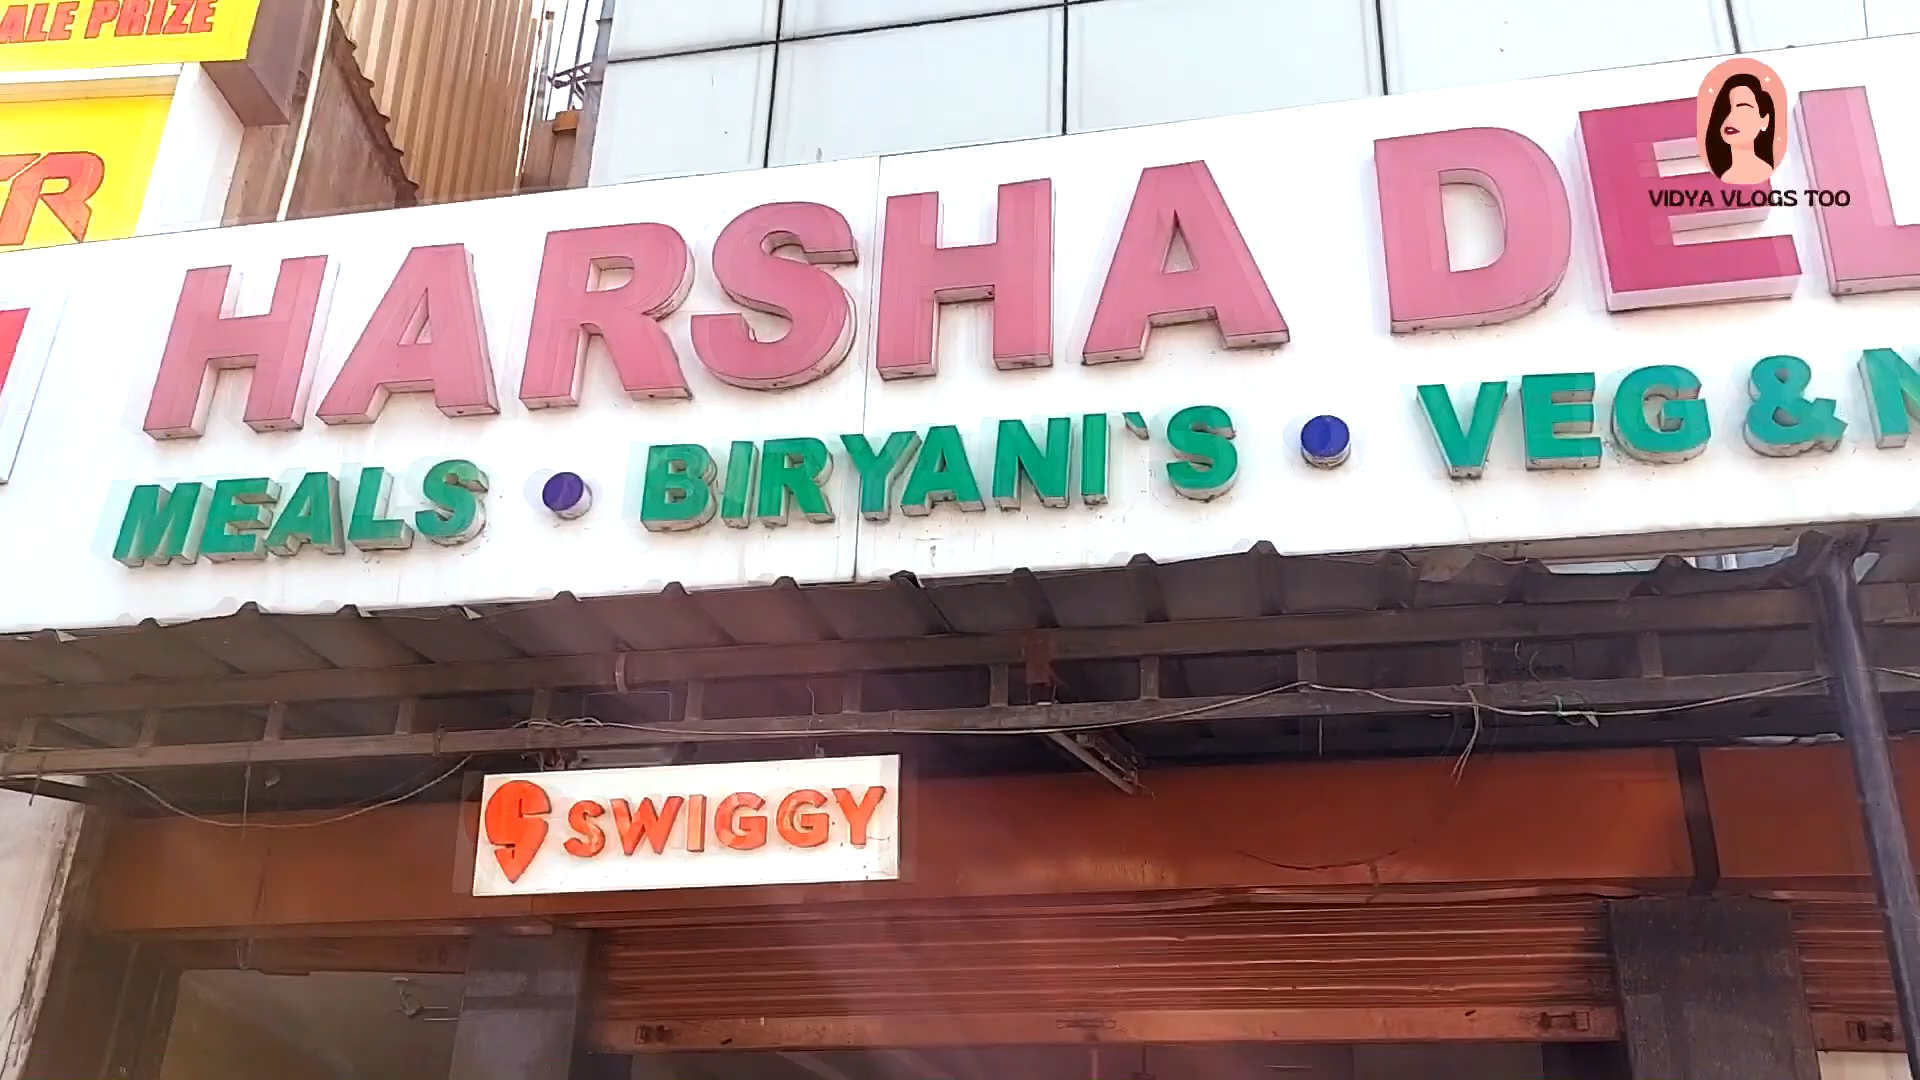 ALE PRIZE
HARSHA DEL
MEALS • BIRYANI`S • VEG & N
SWIGGY
VIDYA VLOGS TOO